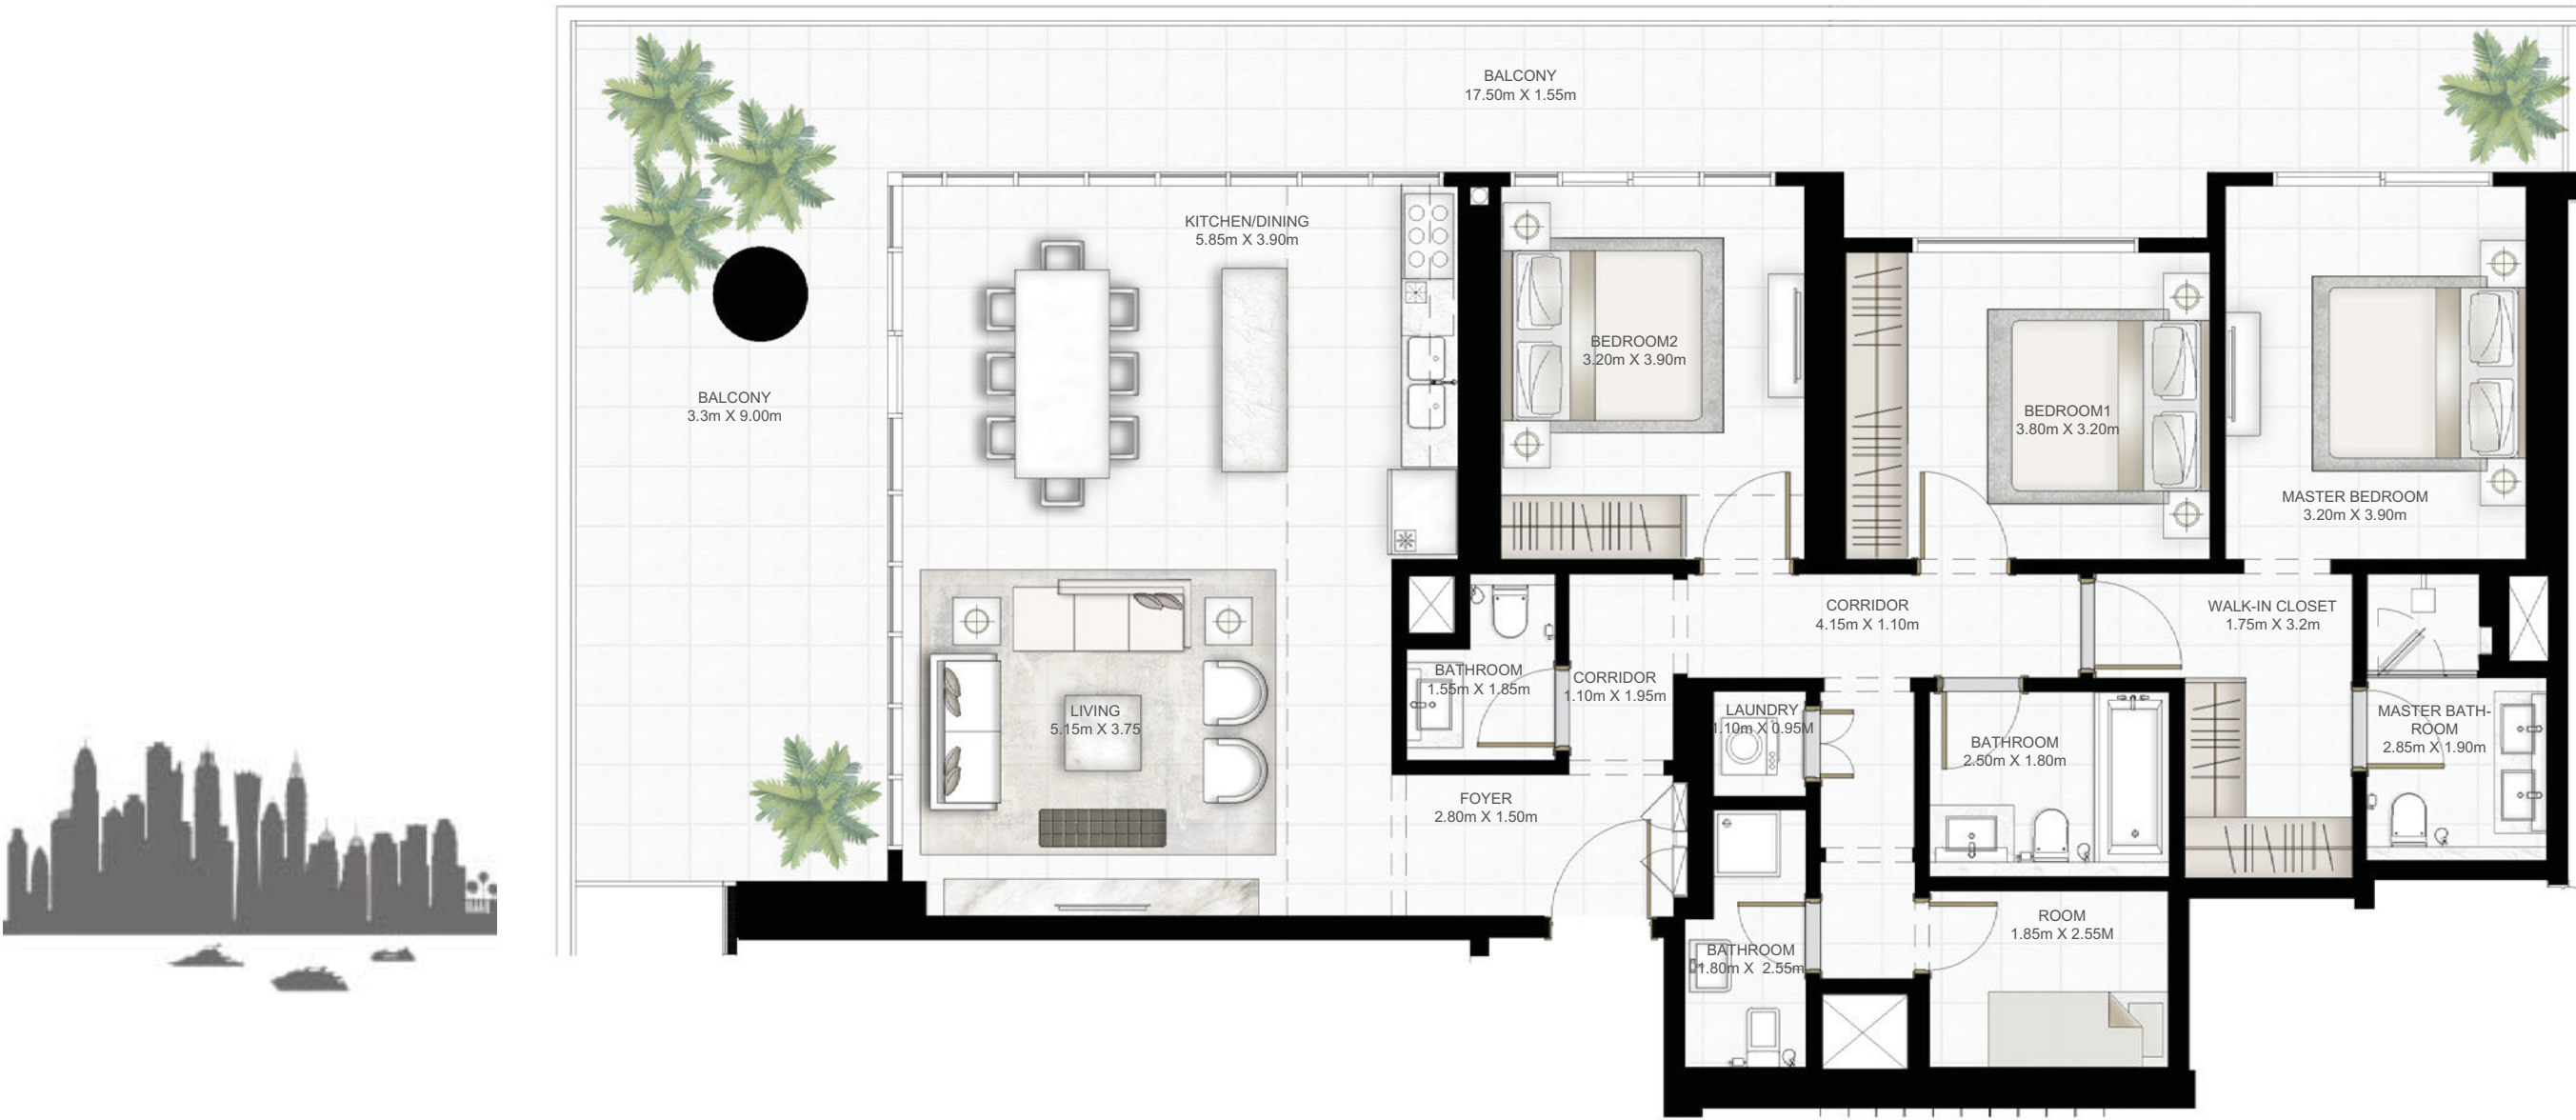 BALCONY
17.50m X 1.55m
KITCHEN/DINING
5.85m X 3.90m
BALCONY
3.3m X 9.00m
BEDROOM2
3.20m X 3.90m
BEDROOM1
3.80m X 3.20m
MASTER BEDROOM
3.20m X 3.90m
LIVING
5.15m X 3.75
BATHROOM
1.55m X 1.85m
CORRIDOR
1.10m X 1.95m
CORRIDOR
4.15m X 1.10m
WALK-IN CLOSET
1.75m X 3.2m
LAUNDRY
1.10m X 0.95M
BATHROOM
2.50m X 1.80m
MASTER BATH-
ROOM
2.85m X 1.90m
FOYER
2.80m X 1.50m
BATHROOM
1.80m X 2.55m
ROOM
1.85m X 2.55M